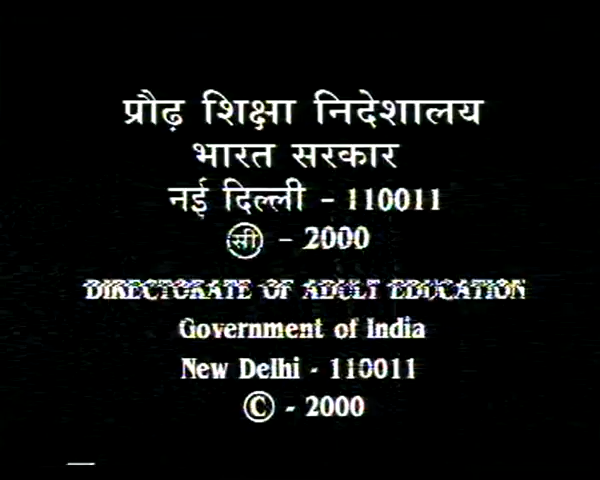 प्रौढ़ शिक्षा निदेशालय
भारत सरकार
नई दिल्ली - 110011
सी - 2000
DIRECTORATE OF ADULT EDUCATION
Government of India
New Delhi - 110011
© - 2000